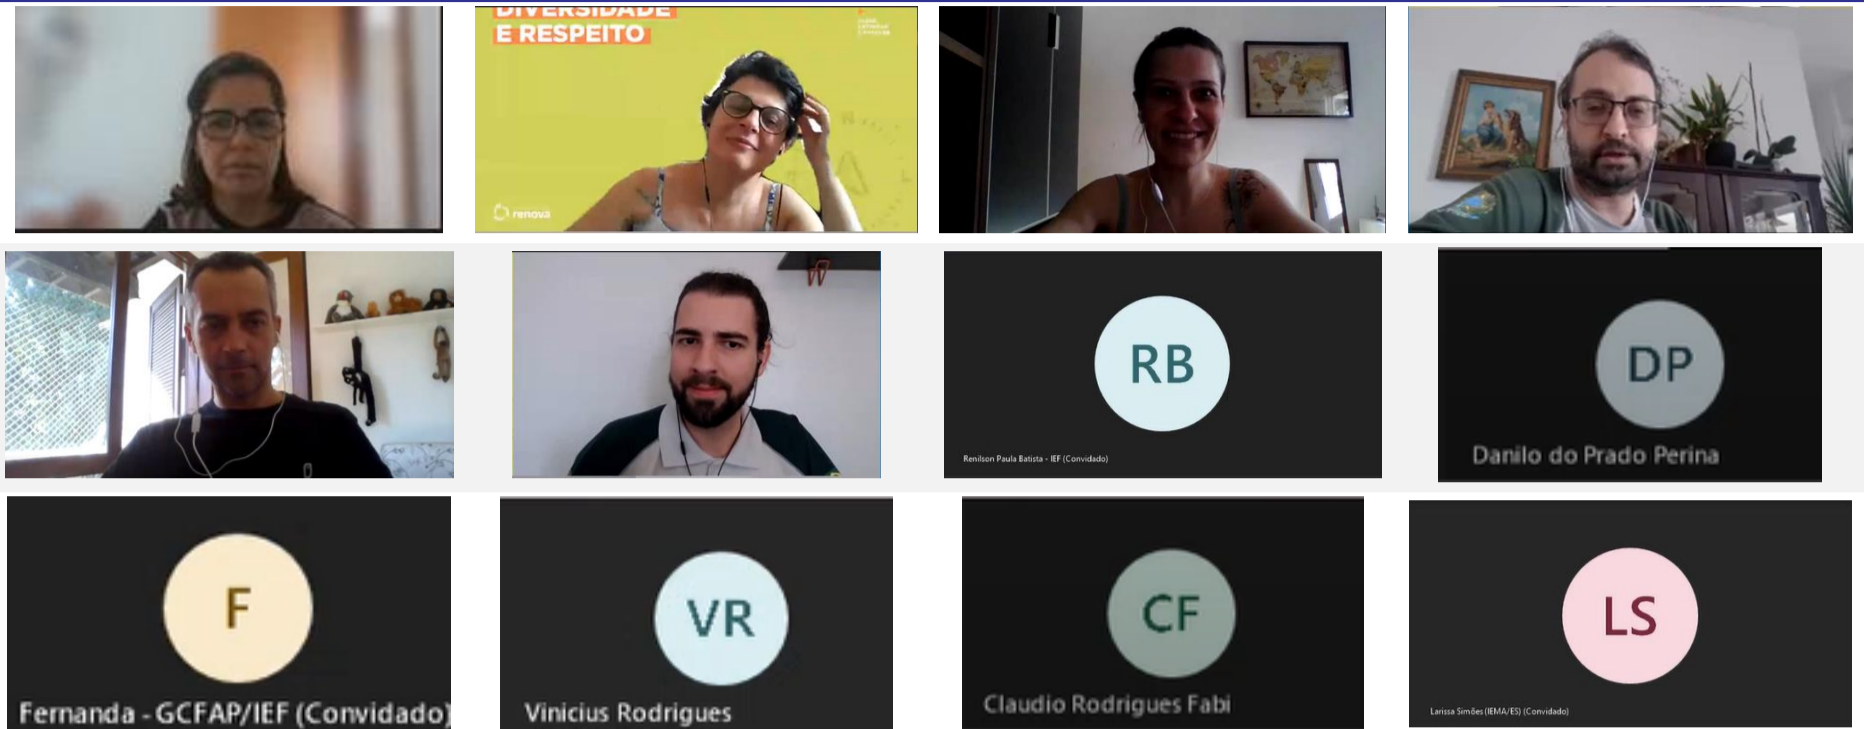 DIVERSIDADE
E RESPEITO
renova
RB
Renilson Paula Batista - IEF (Convidado)
DP
Danilo do Prado Perina
F
Fernanda - GCFAP/IEF (Convidado)
VR
Vinicius Rodrigues
CF
Claudio Rodrigues Fabi
LS
Larissa Simões (IEMA/ES) (Convidado)